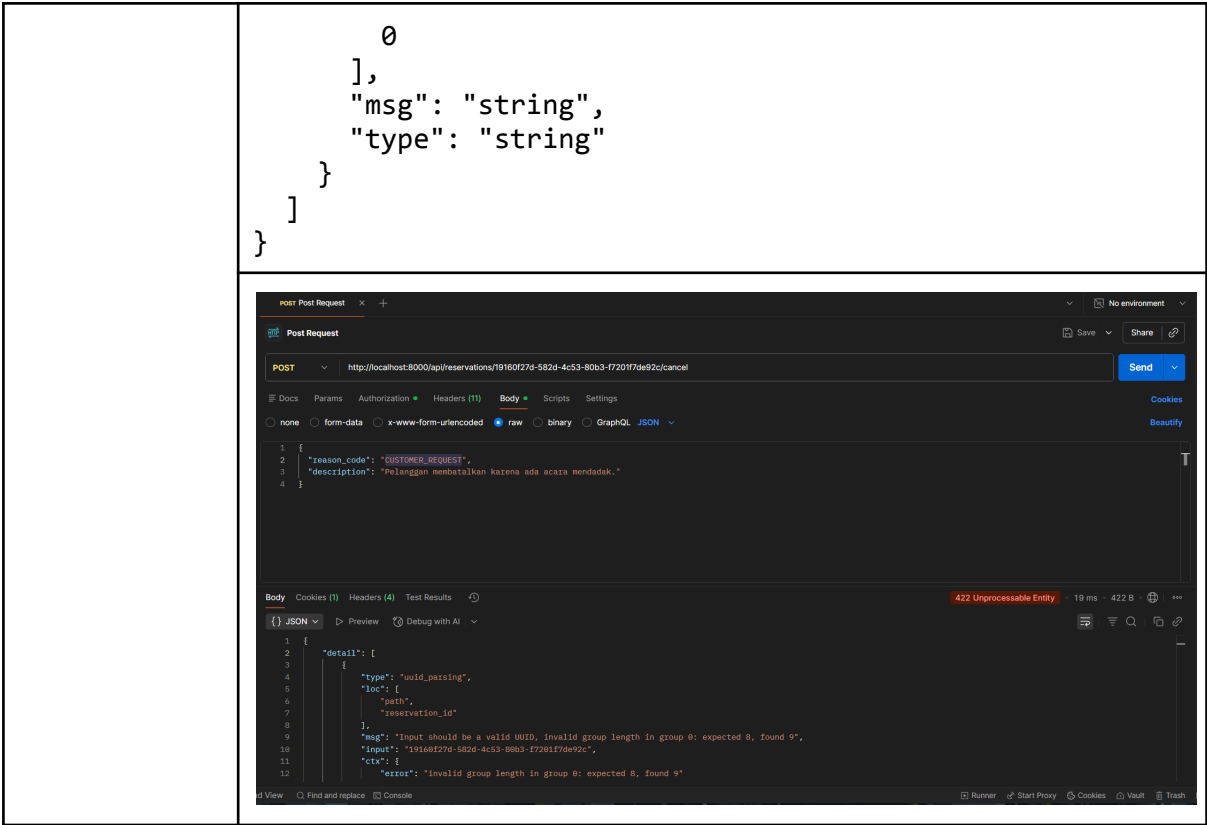 0
],
"msg": "string",
"type": "string"
}
]
}
POST Post Request × + No environment
HTTP Post Request Save Share
POST http://localhost:8000/api/reservations/19160f27d-582d-4c53-80b3-f7201f7de92c/cancel Send
Docs Params Authorization Headers (11) Body Scripts Settings Cookies
none form-data x-www-form-urlencoded raw binary GraphQL JSON Beautify
1 {
2 "reason_code": "CUSTOMER_REQUEST",
3 "description": "Pelanggan membatalkan karena ada acara mendadak."
4 }
Body Cookies (1) Headers (4) Test Results 422 Unprocessable Entity 19 ms 422 B
{} JSON Preview Debug with AI
1 {
2 "detail": [
3 {
4 "type": "uuid_parsing",
5 "loc": [
6 "path",
7 "reservation_id"
8 ],
9 "msg": "Input should be a valid UUID, invalid group length in group 0: expected 8, found 9",
10 "input": "19160f27d-582d-4c53-80b3-f7201f7de92c",
11 "ctx": {
12 "error": "invalid group length in group 0: expected 8, found 9"
View Find and replace Console Runner Start Proxy Cookies Vault Trash